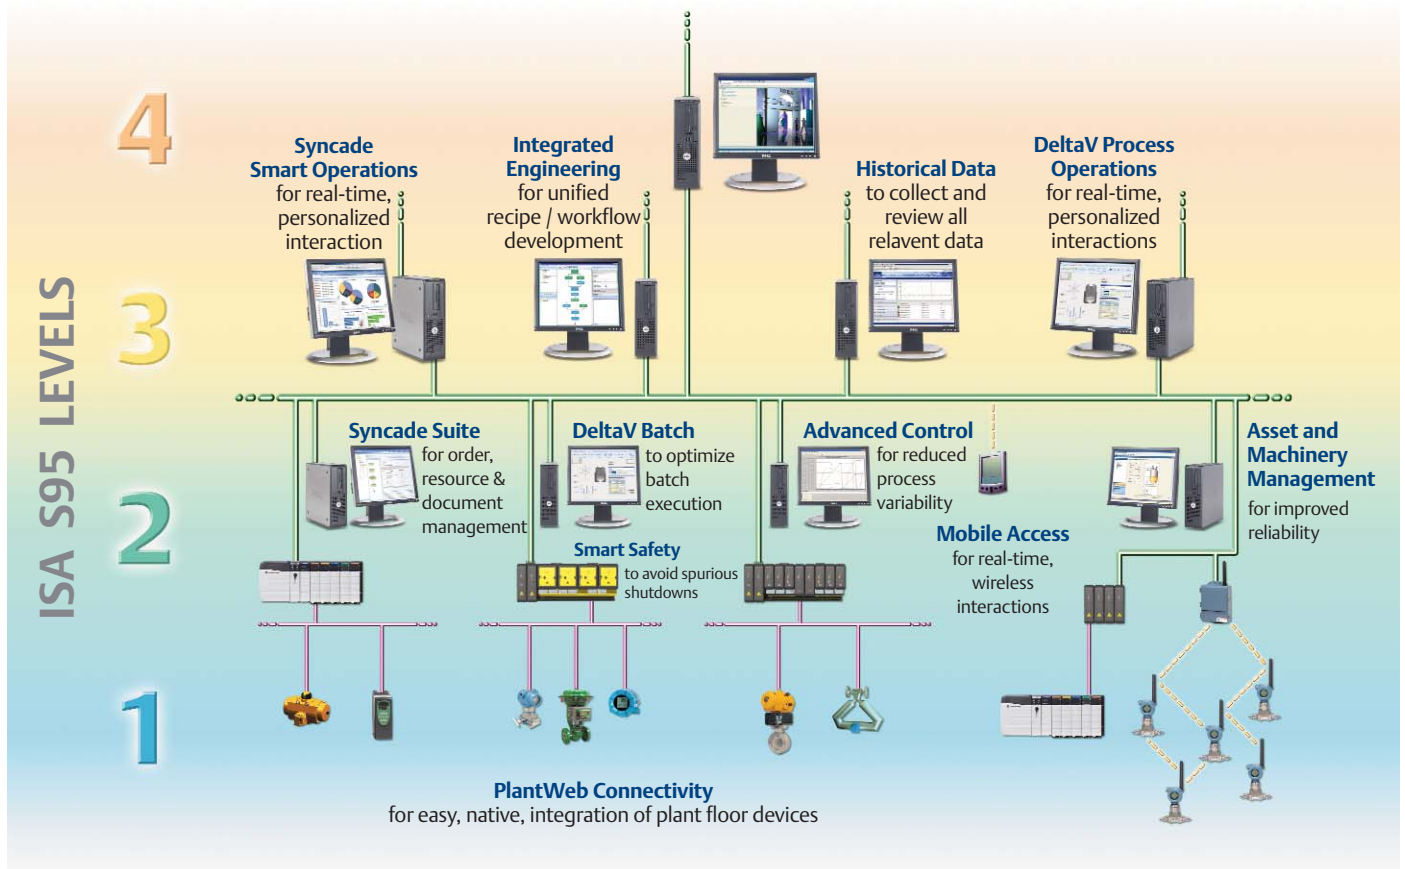 4
Syncade
Smart Operations
for real-time,
personalized
interaction
Integrated
Engineering
for unified
recipe / workflow
development
Historical Data
to collect and
review all
relavent data
DeltaV Process
Operations
for real-time,
personalized
interactions
ISA S95 LEVELS
3
Syncade Suite
for order,
resource &
document
management
DeltaV Batch
to optimize
batch
execution
Advanced Control
for reduced
process
variability
Asset and
Machinery
Management
for improved
reliability
2
Smart Safety
to avoid spurious
shutdowns
Mobile Access
for real-time,
wireless
interactions
1
PlantWeb Connectivity
for easy, native, integration of plant floor devices